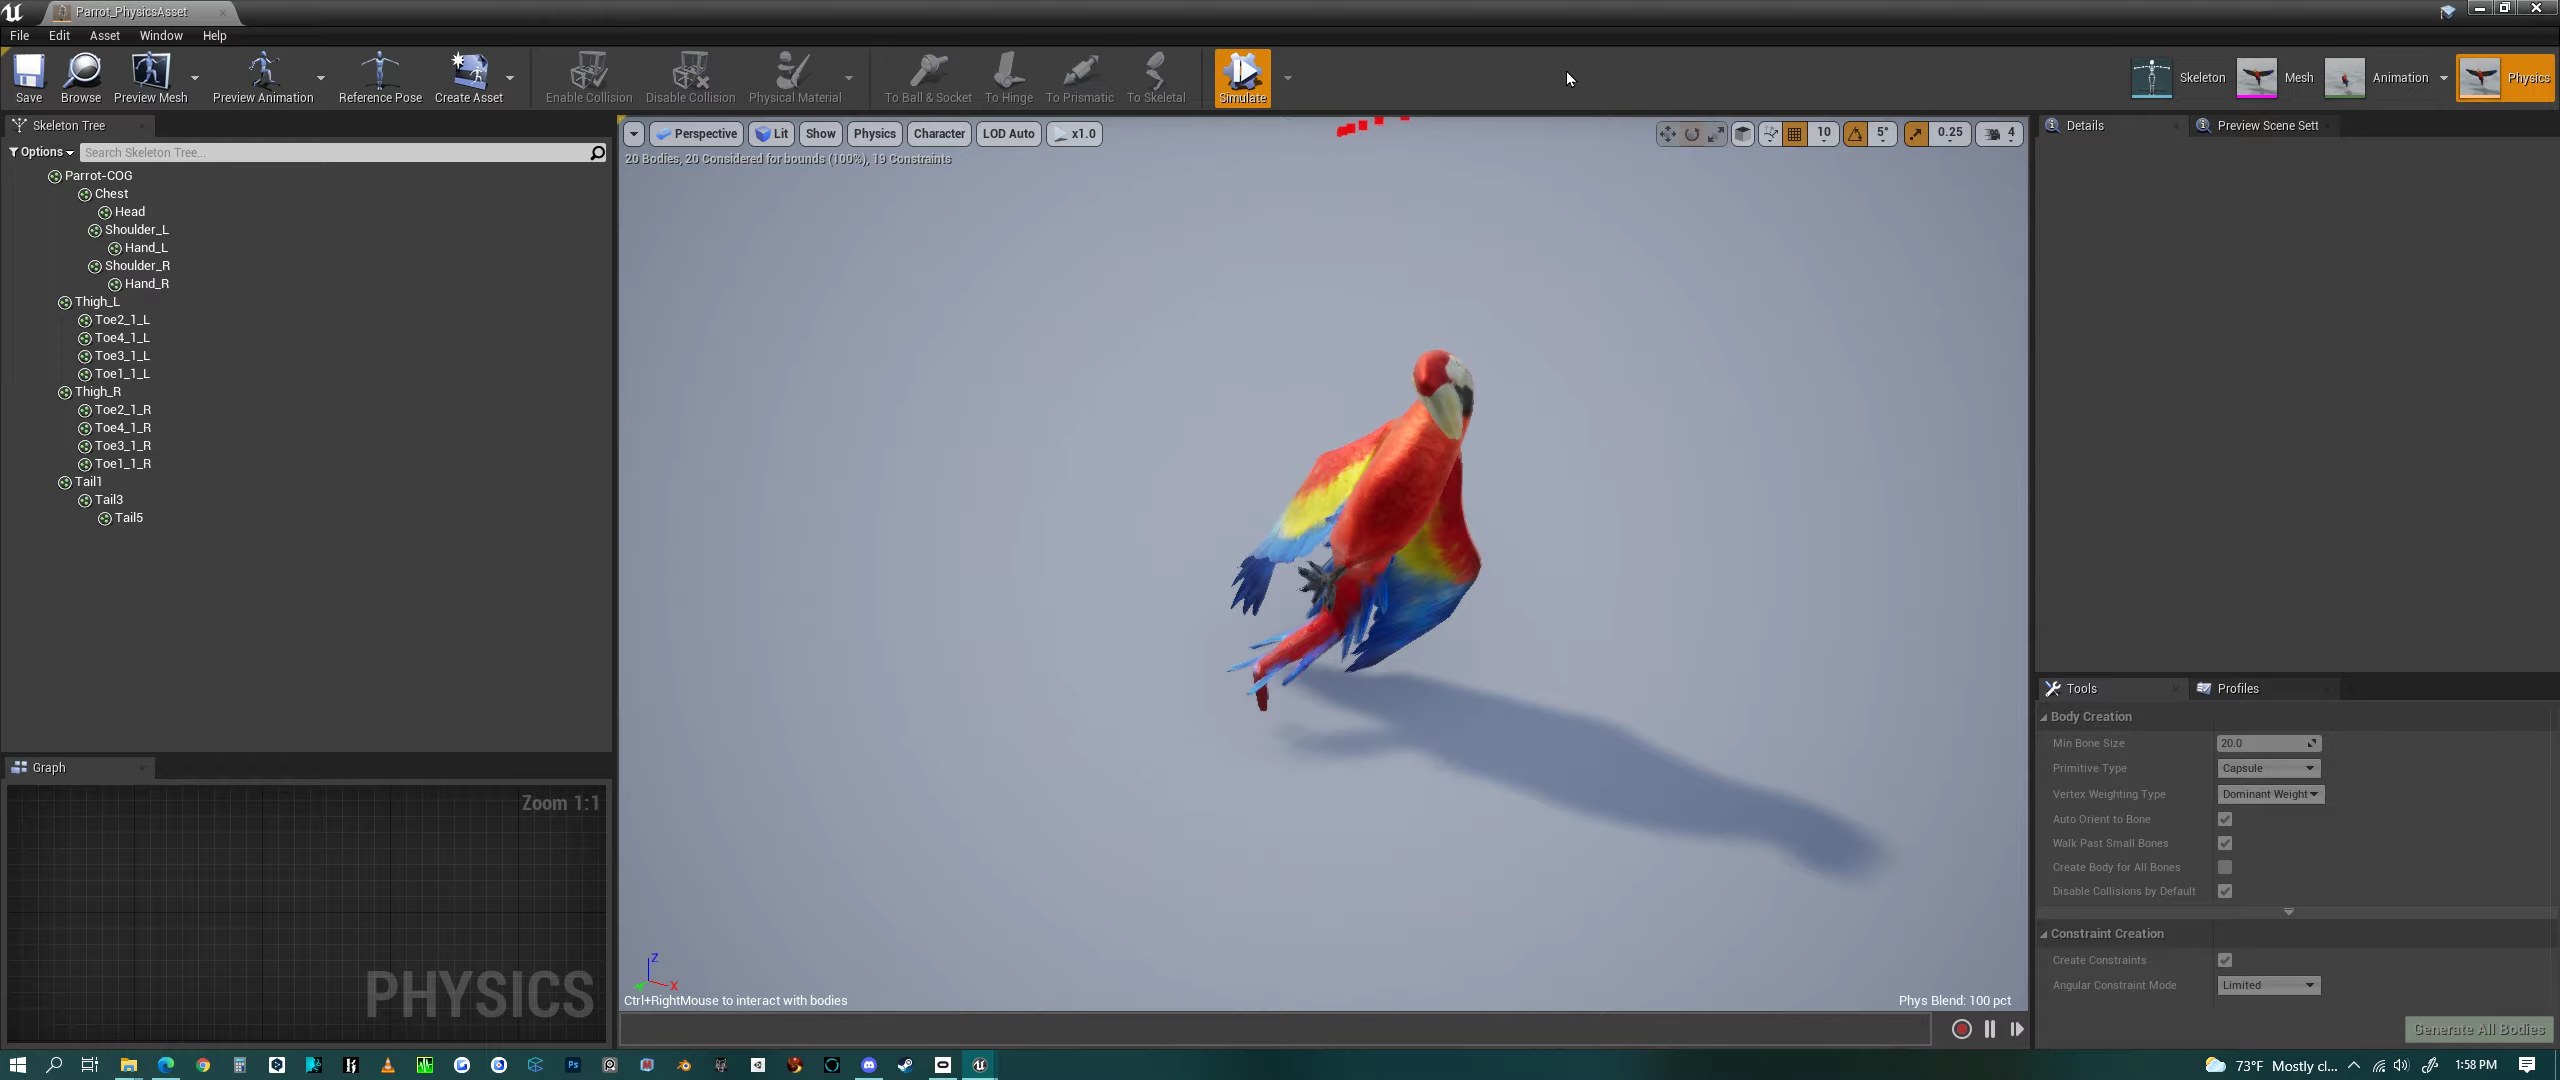 Parrot_PhysicsAsset
File Edit Asset Window Help
Save Browse Preview Mesh Preview Animation Reference Pose Create Asset Enable Collision Disable Collision Physical Material To Ball & Socket To Hinge To Prismatic To Skeletal Simulate Skeleton Mesh Animation Physics
Skeleton Tree
Options Search Skeleton Tree...
Parrot-COG
Chest
Head
Shoulder_L
Hand_L
Shoulder_R
Hand_R
Thigh_L
Toe2_1_L
Toe4_1_L
Toe3_1_L
Toe1_1_L
Thigh_R
Toe2_1_R
Toe4_1_R
Toe3_1_R
Toe1_1_R
Tail1
Tail3
Tail5
Graph
Zoom 1:1
PHYSICS
Perspective Lit Show Physics Character LOD Auto x1.0 10 5° 0.25 4
20 Bodies, 20 Considered for bounds (100%), 19 Constraints
Z
X
Ctrl+RightMouse to interact with bodies
Phys Blend: 100 pct
Details Preview Scene Sett
Tools Profiles
Body Creation
Min Bone Size 20.0
Primitive Type Capsule
Vertex Weighting Type Dominant Weight
Auto Orient to Bone
Walk Past Small Bones
Create Body for All Bones
Disable Collisions by Default
Constraint Creation
Create Constraints
Angular Constraint Mode Limited
Generate All Bodies
Ps
73°F Mostly cl... 1:58 PM